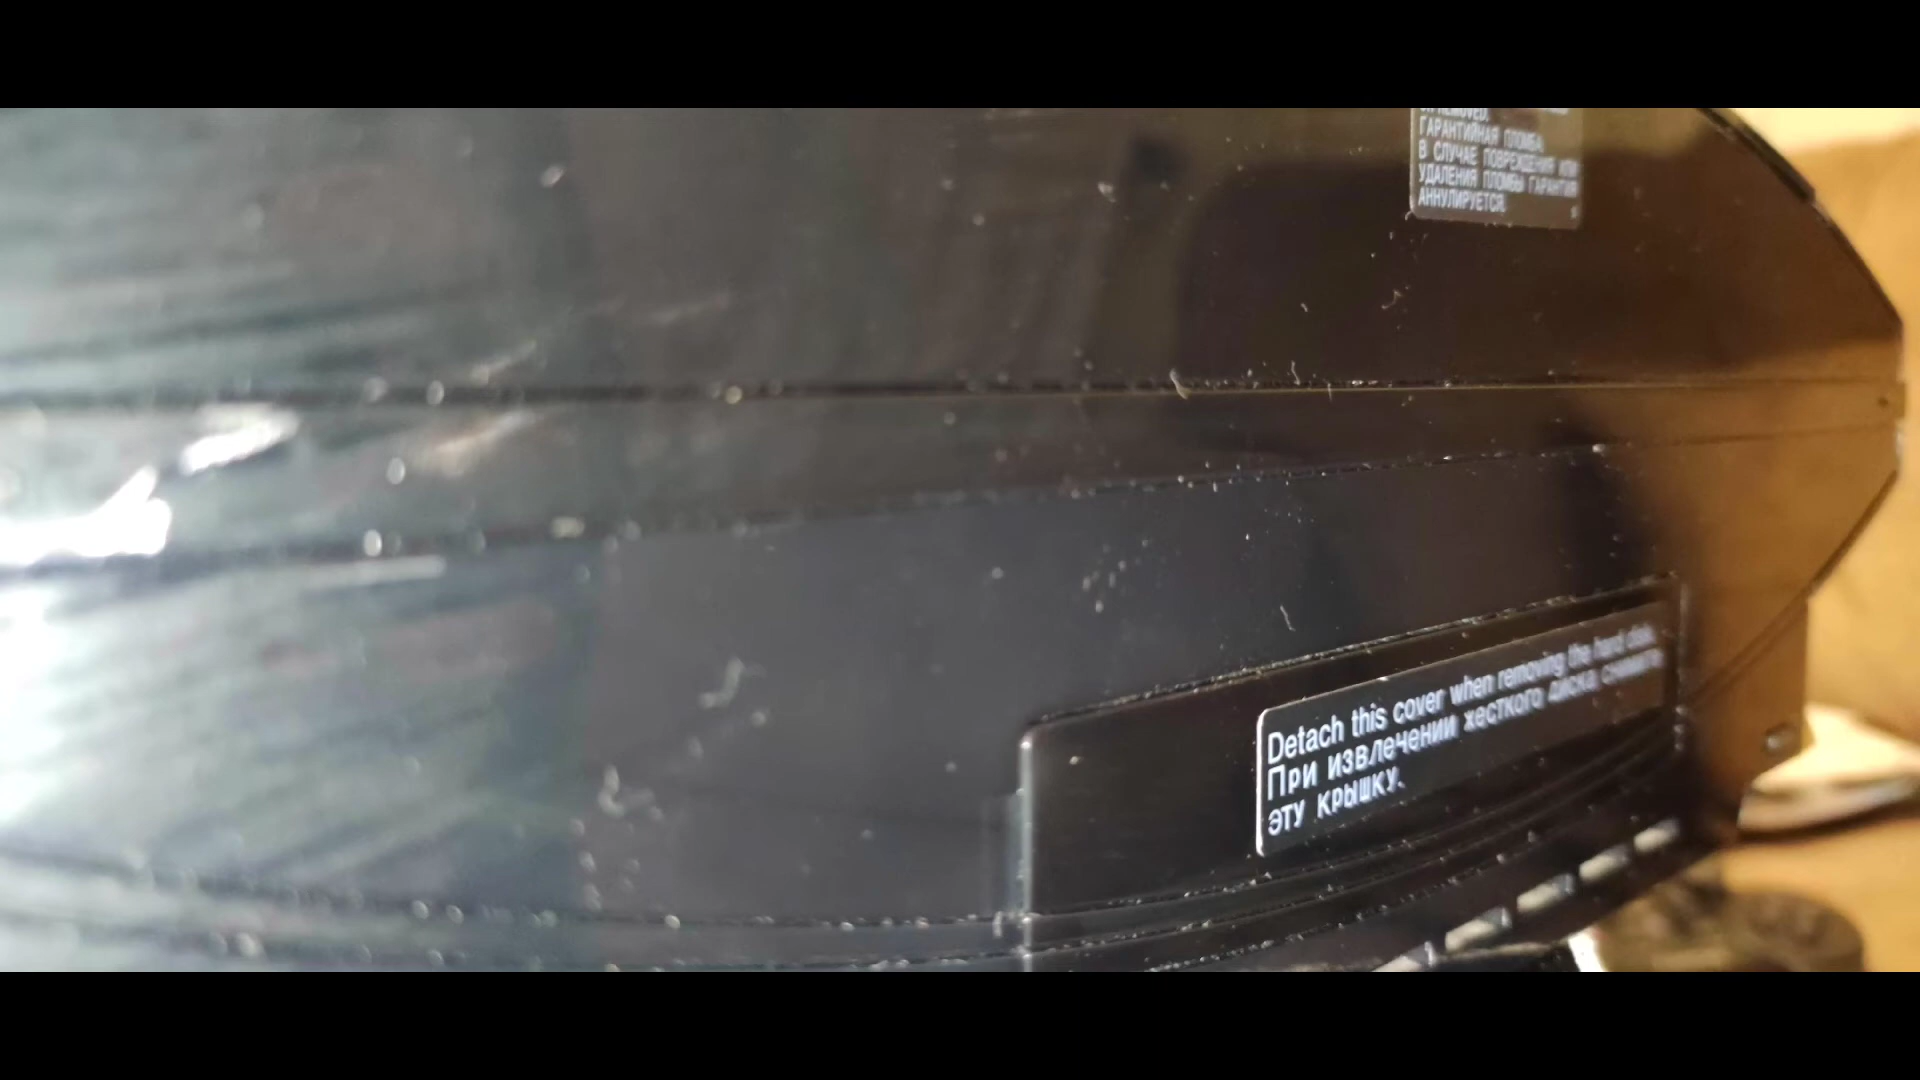 REMOVED.
ГАРАНТИЙНАЯ ПЛОМБА.
В СЛУЧАЕ ПОВРЕЖДЕНИЯ ИЛИ
УДАЛЕНИЯ ПЛОМБЫ ГАРАНТИЯ
АННУЛИРУЕТСЯ.
Detach this cover when removing the hard disk.
При извлечении жесткого диска снимите
эту крышку.